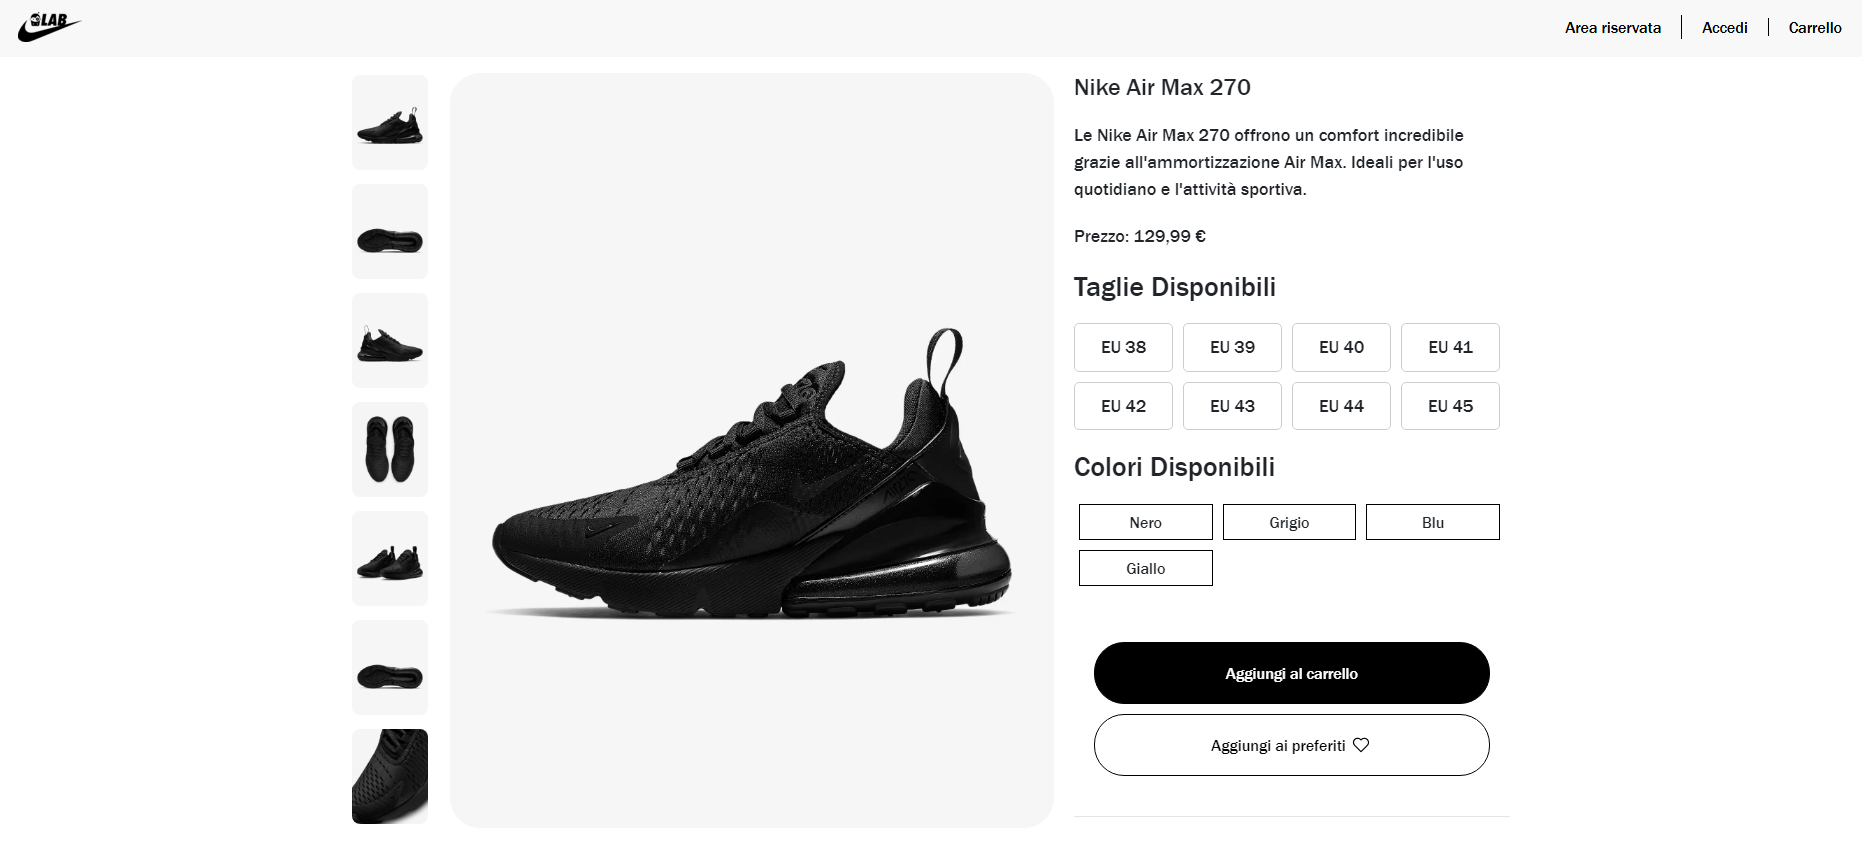 LAB
Area riservata
Accedi
Carrello
Nike Air Max 270
Le Nike Air Max 270 offrono un comfort incredibile
grazie all'ammortizzazione Air Max. Ideali per l'uso
quotidiano e l'attività sportiva.
Prezzo: 129,99 €
Taglie Disponibili
EU 38
EU 39
EU 40
EU 41
EU 42
EU 43
EU 44
EU 45
Colori Disponibili
Nero
Grigio
Blu
Giallo
Aggiungi al carrello
Aggiungi ai preferiti